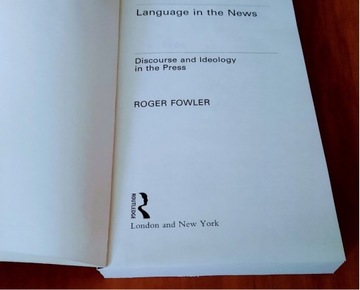 Language in the News
Discourse and Ideology
in the Press
ROGER FOWLER
ROUTLEDGE
London and New York